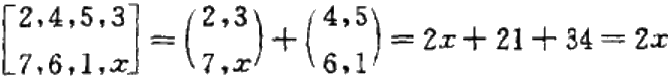 [2,4,5,3
7,6,1,x] = (2,3
7,x) + (4,5
6,1) = 2x + 21 + 34 = 2x